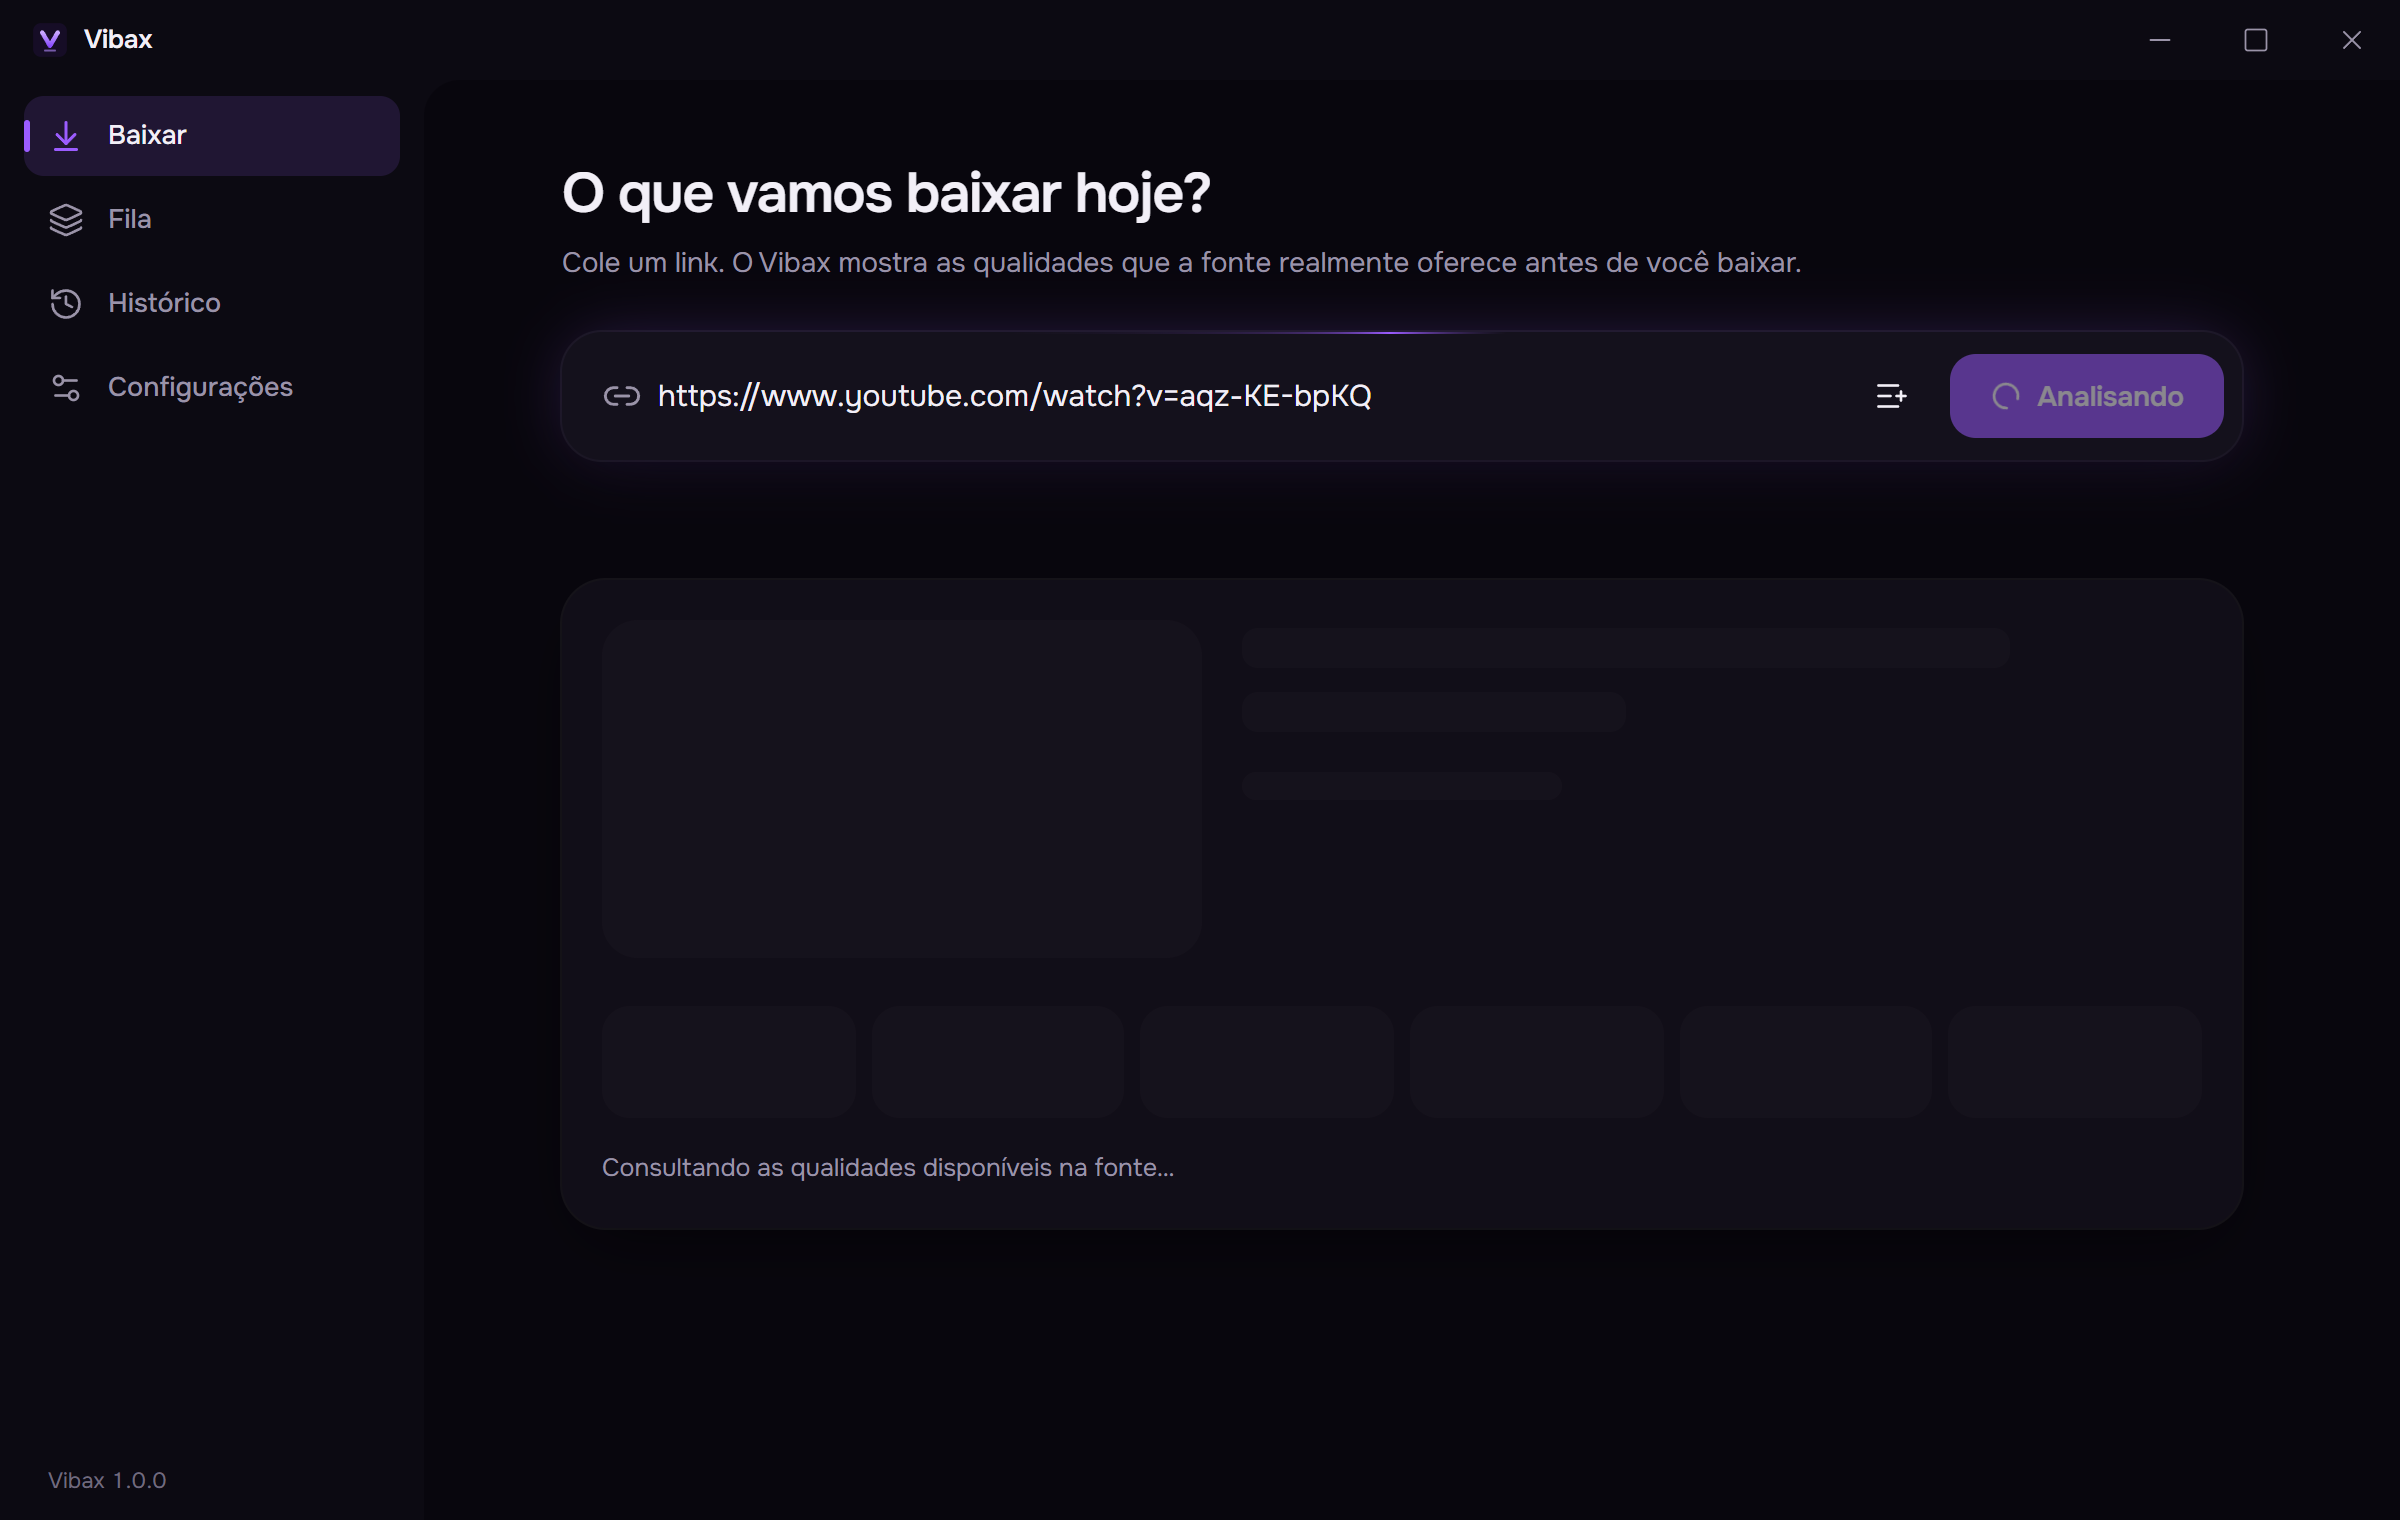 Vibax
Baixar
Fila
Histórico
Configurações
O que vamos baixar hoje?
Cole um link. O Vibax mostra as qualidades que a fonte realmente oferece antes de você baixar.
https://www.youtube.com/watch?v=aqz-KE-bpKQ
Analisando
Consultando as qualidades disponíveis na fonte...
Vibax 1.0.0